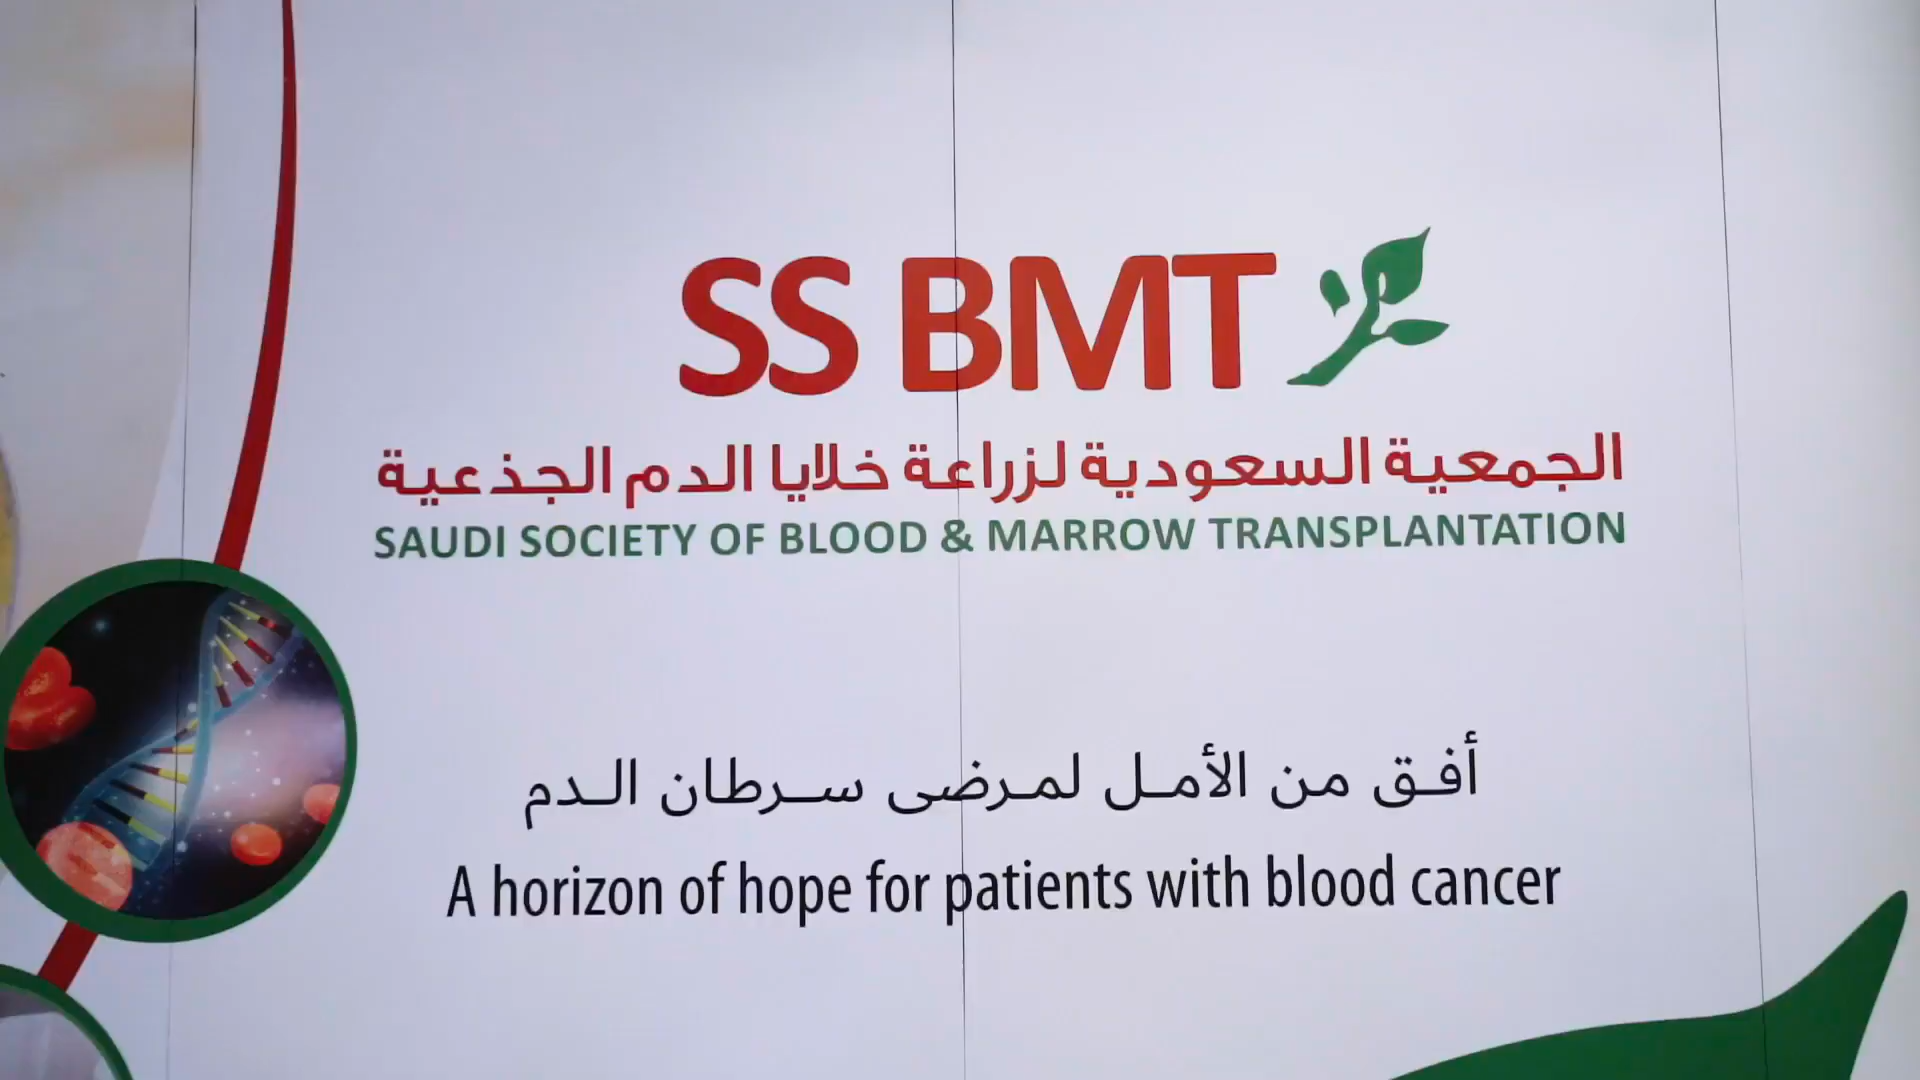 SS BMT
الجمعية السعودية لزراعة خلايا الدم الجذعية
SAUDI SOCIETY OF BLOOD & MARROW TRANSPLANTATION
أفق من الأمل لمرضى سرطان الدم
A horizon of hope for patients with blood cancer